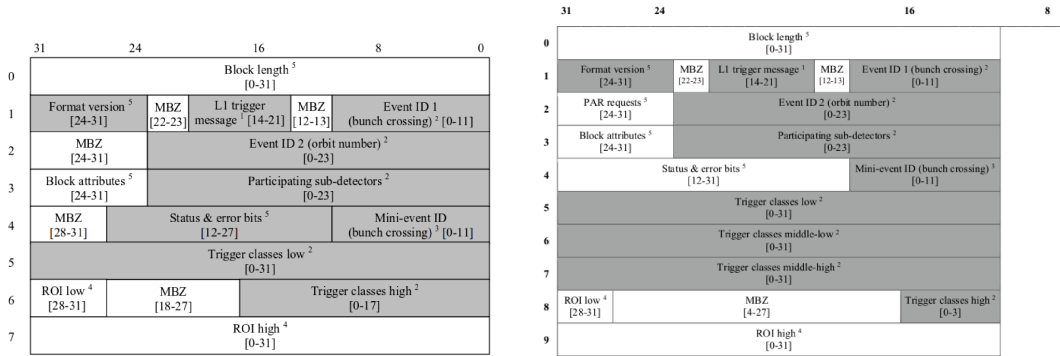 31 24 16 8 0
0 Block length 5
[0-31]
1 Format version 5 MBZ L1 trigger MBZ Event ID 1
[24-31] [22-23] message 1 [14-21] [12-13] (bunch crossing) 2 [0-11]
2 MBZ Event ID 2 (orbit number) 2
[24-31] [0-23]
3 Block attributes 5 Participating sub-detectors 2
[24-31] [0-23]
4 MBZ Status & error bits 5 Mini-event ID
[28-31] [12-27] (bunch crossing) 3 [0-11]
5 Trigger classes low 2
[0-31]
6 ROI low 4 MBZ Trigger classes high 2
[28-31] [18-27] [0-17]
7 ROI high 4
[0-31]
31 24 16 8
0 Block length 5
[0-31]
1 Format version 5 MBZ L1 trigger message 1 MBZ Event ID 1 (bunch crossing) 2
[24-31] [22-23] [14-21] [12-13] [0-11]
2 PAR requests 5 Event ID 2 (orbit number) 2
[24-31] [0-23]
3 Block attributes 5 Participating sub-detectors 2
[24-31] [0-23]
4 Status & error bits 5 Mini-event ID (bunch crossing) 3
[12-31] [0-11]
5 Trigger classes low 2
[0-31]
6 Trigger classes middle-low 2
[0-31]
7 Trigger classes middle-high 2
[0-31]
8 ROI low 4 MBZ Trigger classes high 2
[28-31] [4-27] [0-3]
9 ROI high 4
[0-31]